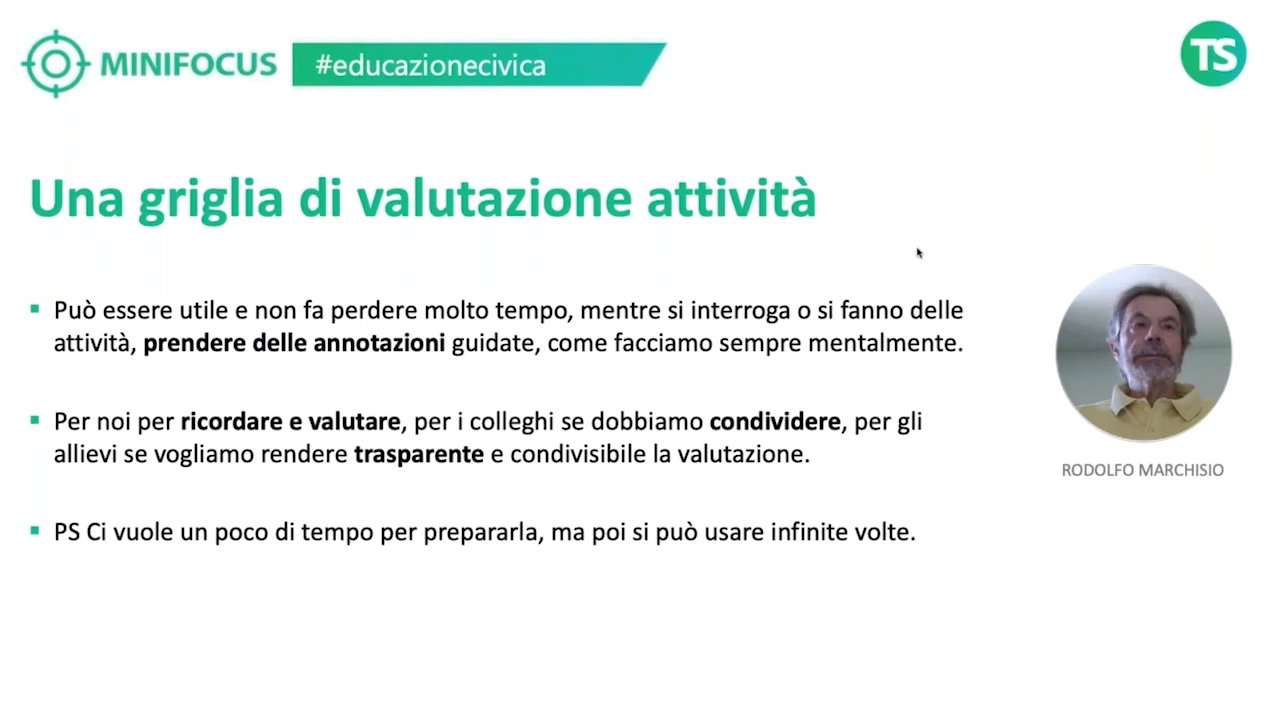 MINIFOCUS
#educazionecivica
TS
Una griglia di valutazione attività
▪ Può essere utile e non fa perdere molto tempo, mentre si interroga o si fanno delle
attività, prendere delle annotazioni guidate, come facciamo sempre mentalmente.
▪ Per noi per ricordare e valutare, per i colleghi se dobbiamo condividere, per gli
allievi se vogliamo rendere trasparente e condivisibile la valutazione.
▪ PS Ci vuole un poco di tempo per prepararla, ma poi si può usare infinite volte.
RODOLFO MARCHISIO